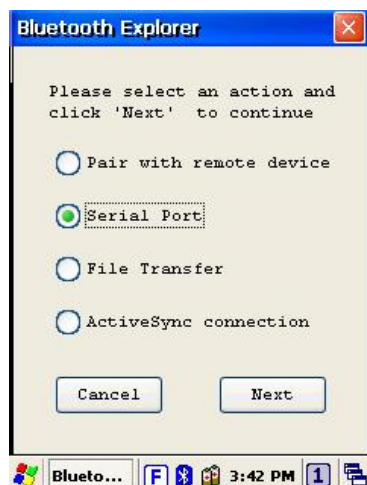 Bluetooth Explorer
Please select an action and
click 'Next' to continue
Pair with remote device
Serial Port
File Transfer
ActiveSync connection
Cancel Next
Blueto... F 3:42 PM 1